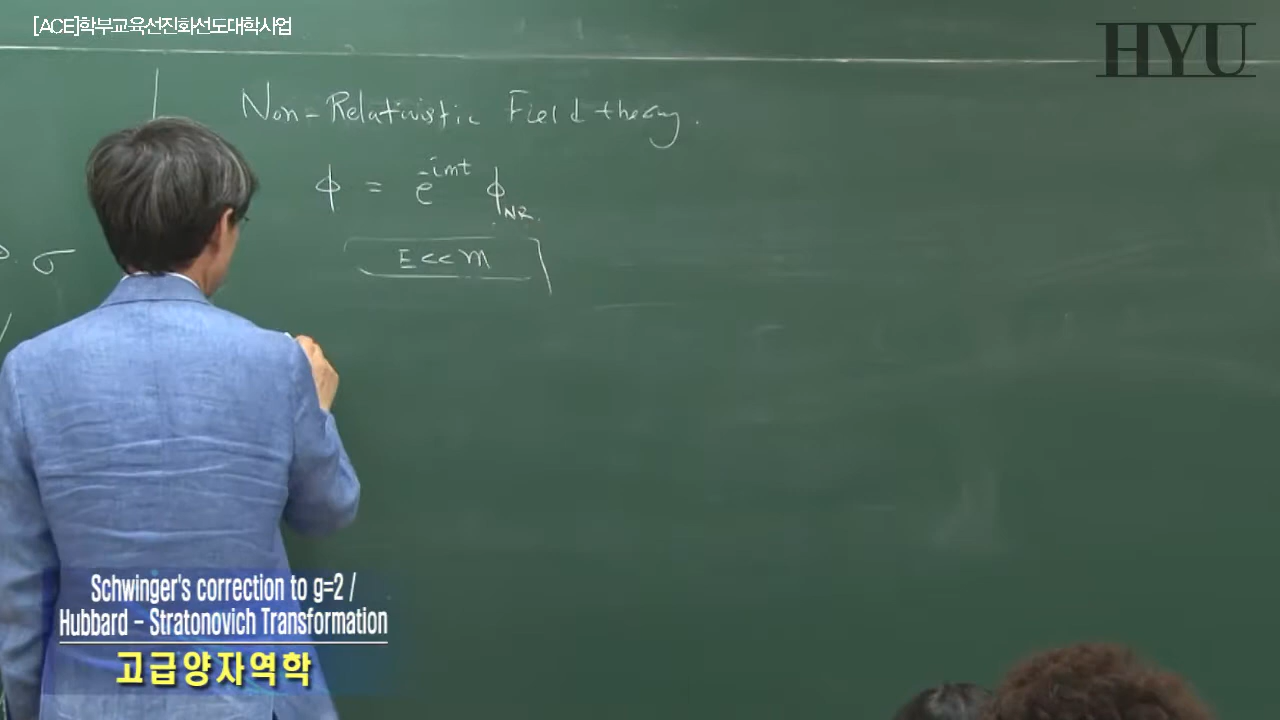 [ACE]학부교육선진화선도대학사업
HYU
Non-Relativistic Field theory.
ϕ = e^{-imt} ϕ_{NR.}
E << m
σ
Schwinger's correction to g=2 /
Hubbard - Stratonovich Transformation
고급양자역학